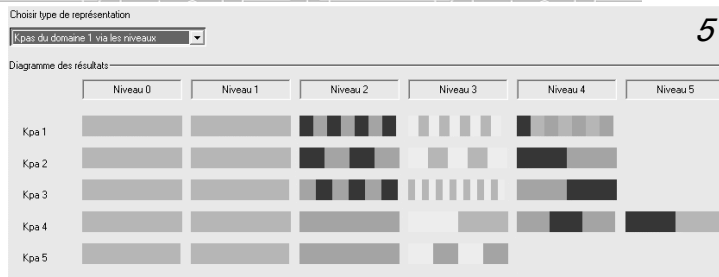 Choisir type de représentation
Kpas du domaine 1 via les niveaux
5
Diagramme des résultats
Niveau 0 Niveau 1 Niveau 2 Niveau 3 Niveau 4 Niveau 5
Kpa 1
Kpa 2
Kpa 3
Kpa 4
Kpa 5